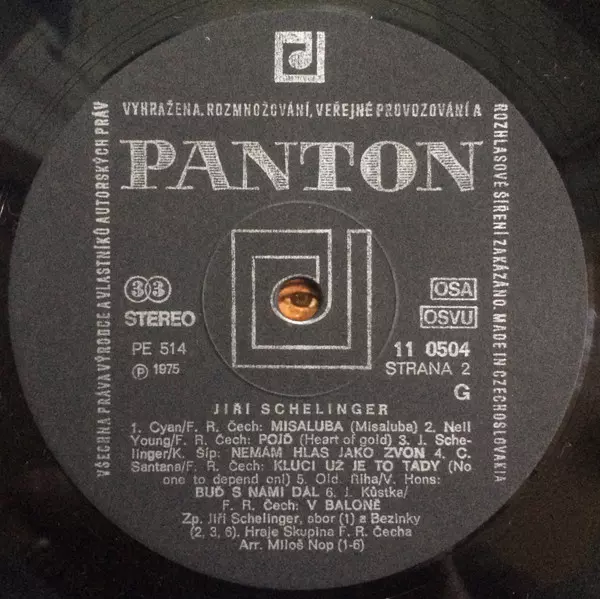 VYHRAŽENA. ROZMNOŽOVÁNÍ, VEŘEJNÉ PROVOZOVÁNÍ A
ROZHLASOVÉ ŠÍŘENÍ ZAKÁZÁNO. MADE IN CZECHOSLOVAKIA
VŠECHNA PRÁVA VÝROBCE A VLASTNÍKŮ AUTORSKÝCH PRÁV
PANTON
33
STEREO
OSA
OSVU
PE 514
Ⓟ 1975
11 0504
STRANA 2
G
JIŘÍ SCHELINGER
1. Cyan/F. R. Čech: MISALUBA (Misaluba) 2. Neil
Young/F. R. Čech: POJĎ (Heart of gold) 3. J. Sche-
linger/K. Šíp: NEMÁM HLAS JAKO ZVON 4. C.
Santana/F. R. Čech: KLUCI UŽ JE TO TADY (No
one to depend on!) 5. Old. Říha/V. Hons:
BUĎ S NÁMI DÁL 6. J. Kůstka/
F. R. Čech: V BALÓNĚ
Zp. Jiří Schelinger, sbor (1) a Bezinky
(2, 3, 6). Hraje Skupina F. R. Čecha
Arr. Miloš Nop (1-6)